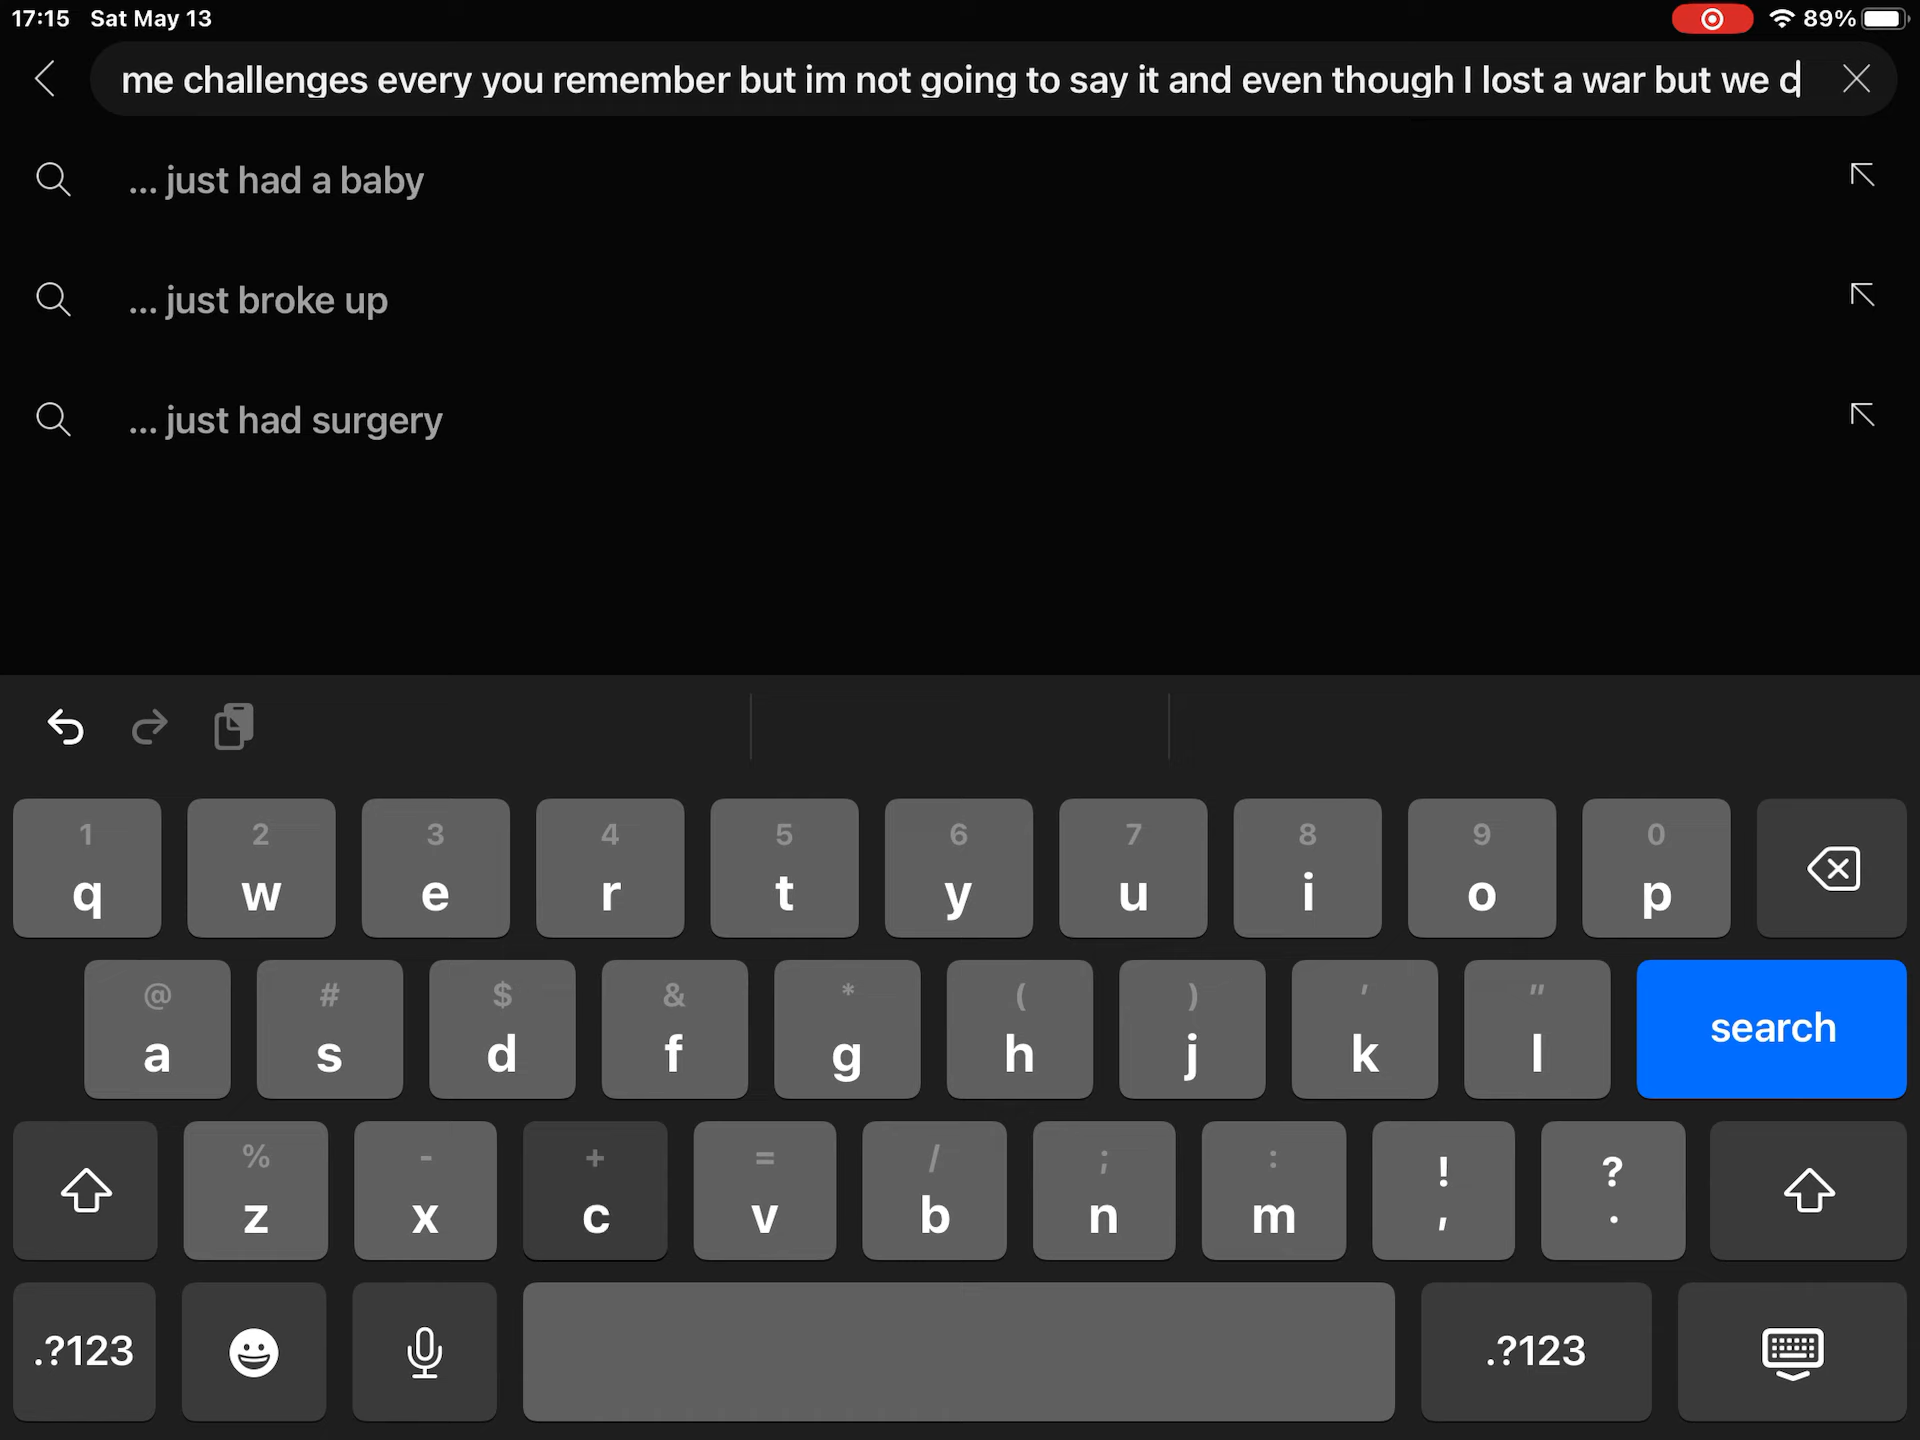 17:15 Sat May 13 89%
me challenges every you remember but im not going to say it and even though I lost a war but we c
... just had a baby
... just broke up
... just had surgery
1 2 3 4 5 6 7 8 9 0
q w e r t y u i o p
@ # $ & * ( ) ' "
a s d f g h j k l search
% - + = / ; : ! ?
z x c v b n m , .
.?123 .?123